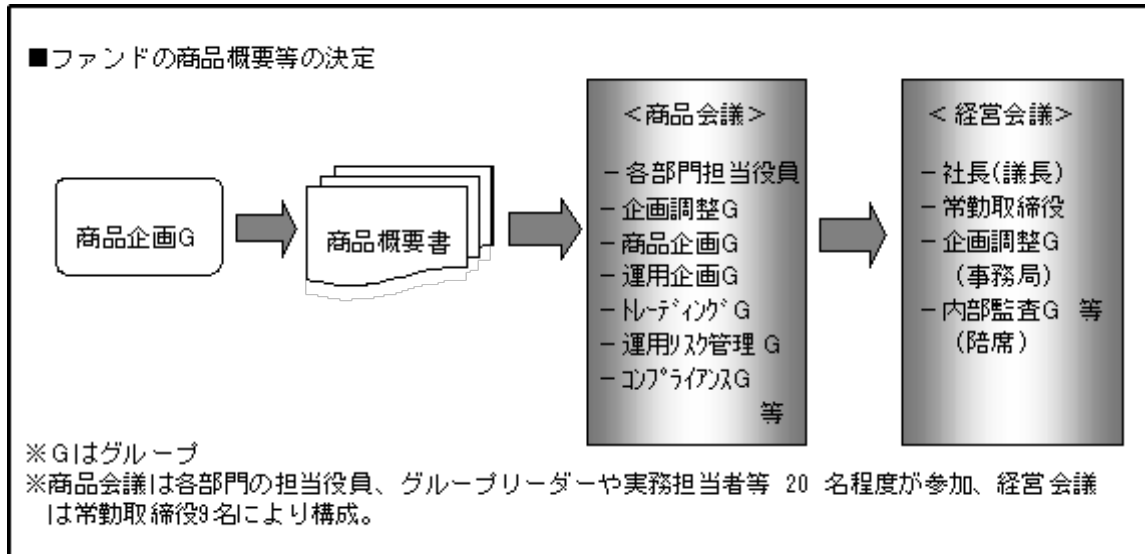 ■ファンドの商品概要等の決定
商品企画G
商品概要書
＜商品会議＞
－各部門担当役員
－企画調整G
－商品企画G
－運用企画G
－ﾄﾚｰﾃﾞｨﾝｸﾞG
－運用ﾘｽｸ管理 G
－ｺﾝﾌﾟﾗｲｱﾝｽG
等
＜経営会議＞
－社長(議長)
－常勤取締役
－企画調整G
(事務局)
－内部監査G 等
(陪席)
※Gはグループ
※商品会議は各部門の担当役員、グループリーダーや実務担当者等 20 名程度が参加、経営会議
は常勤取締役9名により構成。